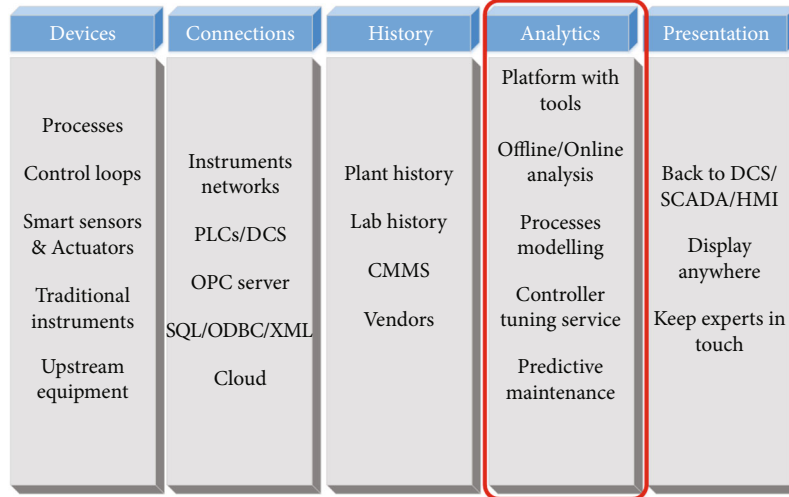 Devices
Processes
Control loops
Smart sensors
& Actuators
Traditional
instruments
Upstream
equipment
Connections
Instruments
networks
PLCs/DCS
OPC server
SQL/ODBC/XML
Cloud
History
Plant history
Lab history
CMMS
Vendors
Analytics
Platform with
tools
Offline/Online
analysis
Processes
modelling
Controller
tuning service
Predictive
maintenance
Presentation
Back to DCS/
SCADA/HMI
Display
anywhere
Keep experts in
touch